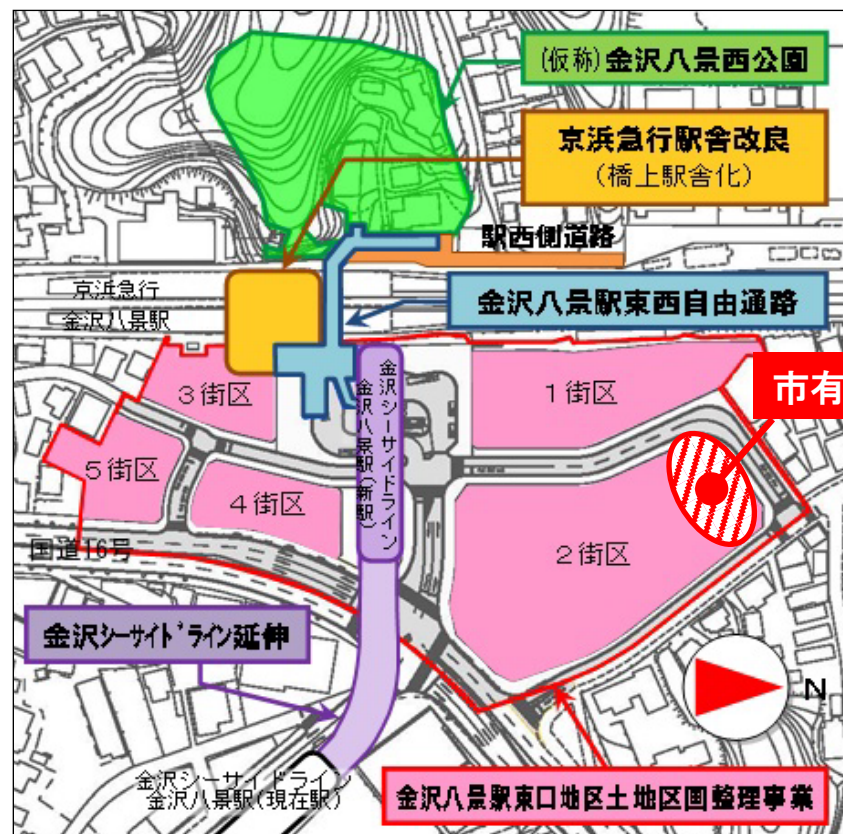 (仮称)金沢八景西公園
京浜急行駅舎改良
(橋上駅舎化)
駅西側道路
京浜急行
金沢八景駅
金沢八景駅東西自由通路
金沢シーサイドライン
金沢八景駅(新駅)
3街区
1街区
市有
5街区
4街区
2街区
国道16号
金沢シーサイドライン延伸
N
金沢シーサイドライン
金沢八景駅(現在駅)
金沢八景駅東口地区土地区画整理事業